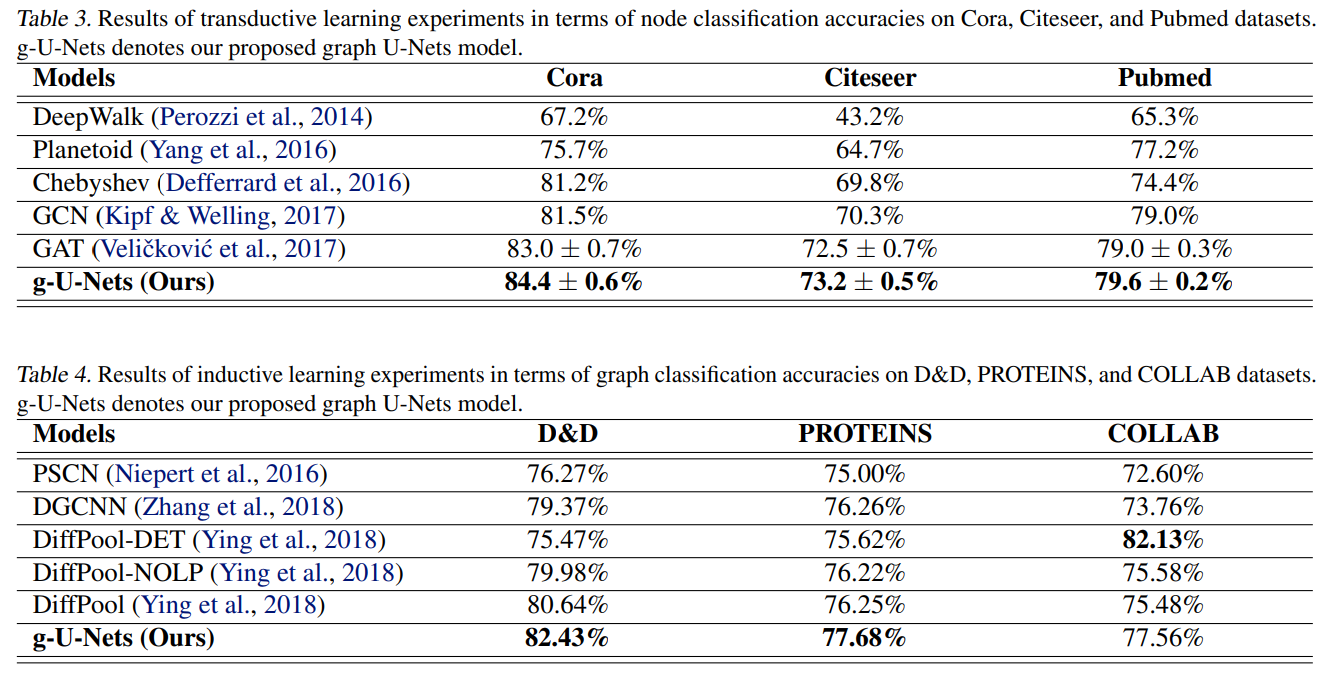 Table 3. Results of transductive learning experiments in terms of node classification accuracies on Cora, Citeseer, and Pubmed datasets.
g-U-Nets denotes our proposed graph U-Nets model.
Models Cora Citeseer Pubmed
DeepWalk (Perozzi et al., 2014) 67.2% 43.2% 65.3%
Planetoid (Yang et al., 2016) 75.7% 64.7% 77.2%
Chebyshev (Defferrard et al., 2016) 81.2% 69.8% 74.4%
GCN (Kipf & Welling, 2017) 81.5% 70.3% 79.0%
GAT (Veličković et al., 2017) 83.0 ± 0.7% 72.5 ± 0.7% 79.0 ± 0.3%
g-U-Nets (Ours) 84.4 ± 0.6% 73.2 ± 0.5% 79.6 ± 0.2%
Table 4. Results of inductive learning experiments in terms of graph classification accuracies on D&D, PROTEINS, and COLLAB datasets.
g-U-Nets denotes our proposed graph U-Nets model.
Models D&D PROTEINS COLLAB
PSCN (Niepert et al., 2016) 76.27% 75.00% 72.60%
DGCNN (Zhang et al., 2018) 79.37% 76.26% 73.76%
DiffPool-DET (Ying et al., 2018) 75.47% 75.62% 82.13%
DiffPool-NOLP (Ying et al., 2018) 79.98% 76.22% 75.58%
DiffPool (Ying et al., 2018) 80.64% 76.25% 75.48%
g-U-Nets (Ours) 82.43% 77.68% 77.56%